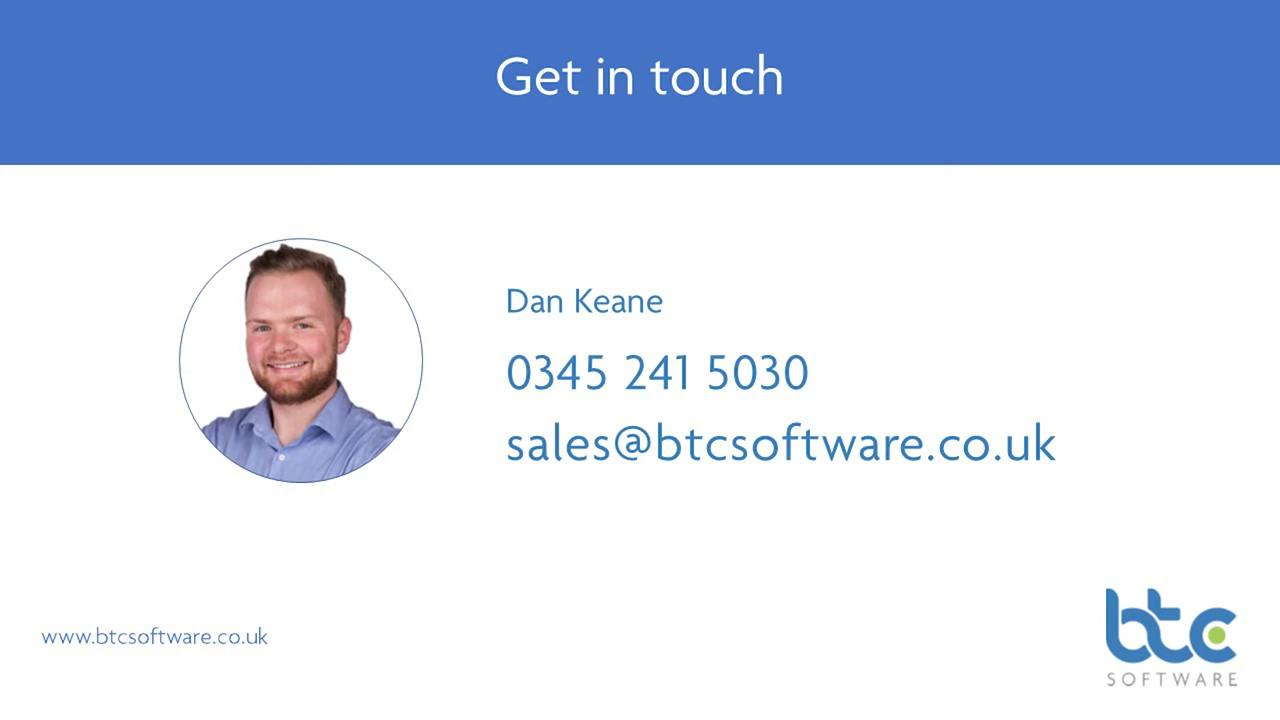 Get in touch
Dan Keane
0345 241 5030
sales@btcsoftware.co.uk
www.btcsoftware.co.uk
btc
SOFTWARE